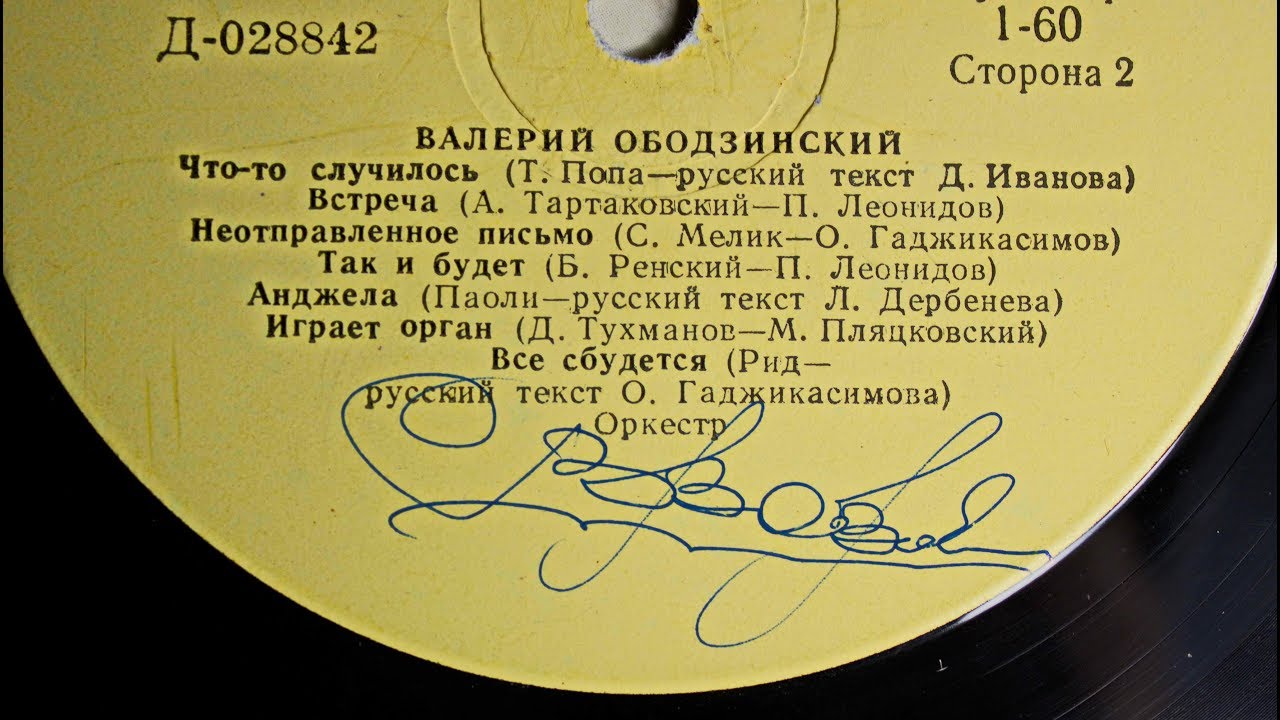 Д-028842
1-60
Сторона 2
ВАЛЕРИЙ ОБОДЗИНСКИЙ
Что-то случилось (Т. Попа—русский текст Д. Иванова)
Встреча (А. Тартаковский—П. Леонидов)
Неотправленное письмо (С. Мелик—О. Гаджикасимов)
Так и будет (Б. Ренский—П. Леонидов)
Анджела (Паоли—русский текст Л. Дербенева)
Играет орган (Д. Тухманов—М. Пляцковский)
Все сбудется (Рид—
русский текст О. Гаджикасимова)
Оркестр